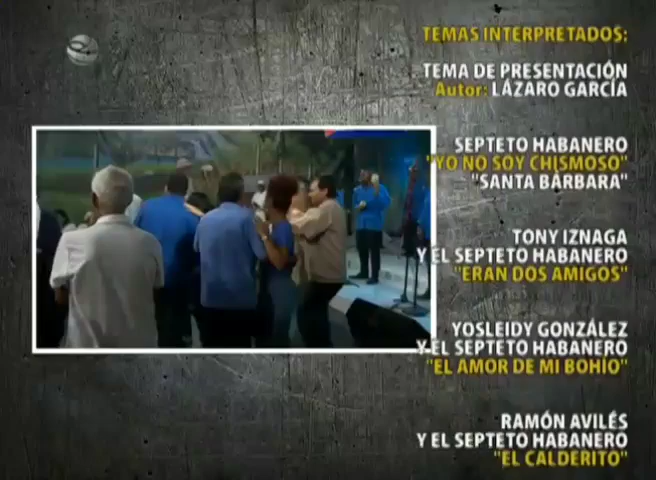 TEMAS INTERPRETADOS:
TEMA DE PRESENTACIÓN
Autor: LÁZARO GARCÍA
SEPTETO HABANERO
"YO NO SOY CHISMOSO"
"SANTA BÁRBARA"
TONY IZNAGA
Y EL SEPTETO HABANERO
"ERAN DOS AMIGOS"
YOSLEIDY GONZÁLEZ
Y EL SEPTETO HABANERO
"EL AMOR DE MI BOHÍO"
RAMÓN AVILÉS
Y EL SEPTETO HABANERO
"EL CALDERITO"